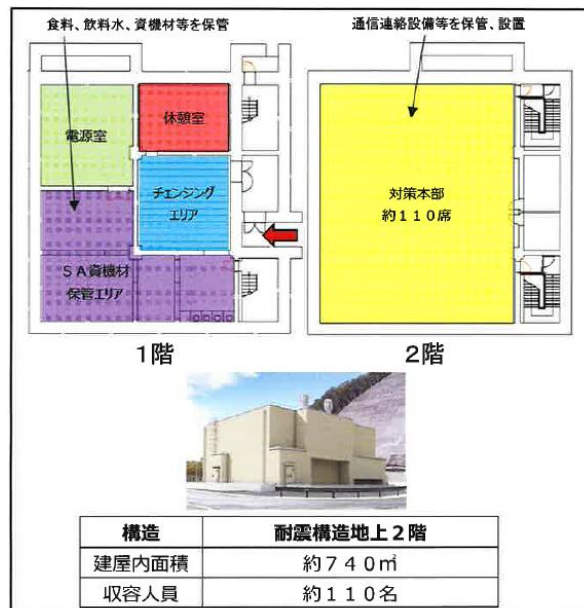 食料、飲料水、資機材等を保管
通信連絡設備等を保管、設置
電源室
休憩室
チェンジング
エリア
SA資機材
保管エリア
対策本部
約110席
1階
2階
構造 耐震構造地上2階
建屋内面積 約740㎡
収容人員 約110名